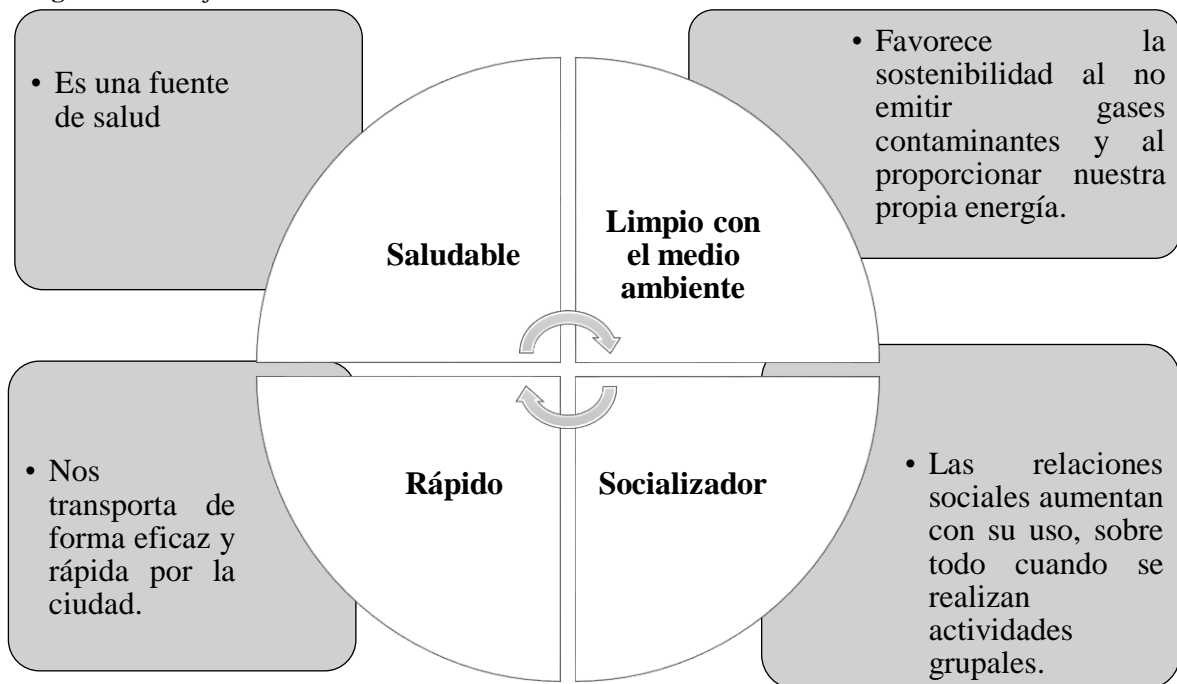 • Es una fuente
de salud
• Favorece la
sostenibilidad al no
emitir gases
contaminantes y al
proporcionar nuestra
propia energía.
Saludable
Limpio con
el medio
ambiente
Rápido
Socializador
• Nos
transporta de
forma eficaz y
rápida por la
ciudad.
• Las relaciones
sociales aumentan
con su uso, sobre
todo cuando se
realizan
actividades
grupales.